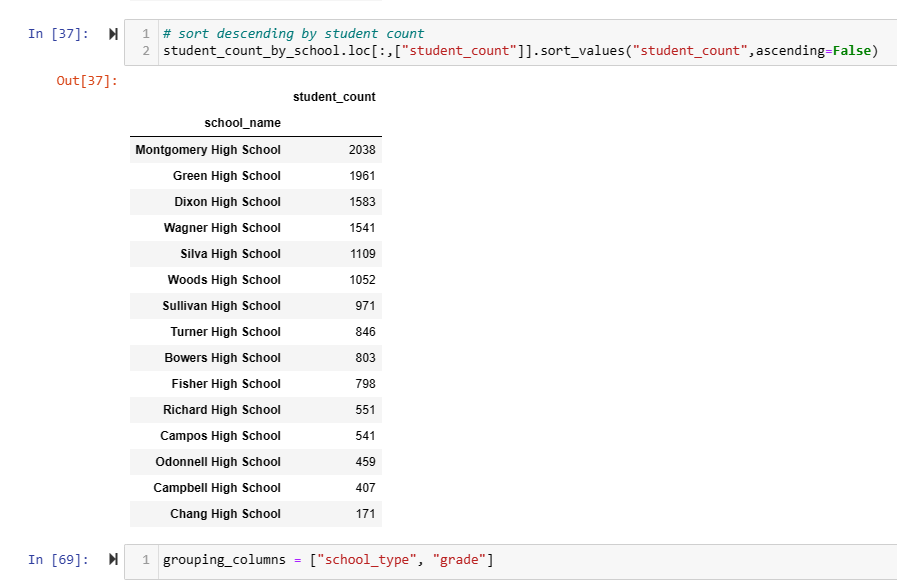 In [37]:
1 # sort descending by student count
2 student_count_by_school.loc[:,["student_count"]].sort_values("student_count",ascending=False)
Out[37]:
student_count
school_name
Montgomery High School 2038
Green High School 1961
Dixon High School 1583
Wagner High School 1541
Silva High School 1109
Woods High School 1052
Sullivan High School 971
Turner High School 846
Bowers High School 803
Fisher High School 798
Richard High School 551
Campos High School 541
Odonnell High School 459
Campbell High School 407
Chang High School 171
In [69]:
1 grouping_columns = ["school_type", "grade"]